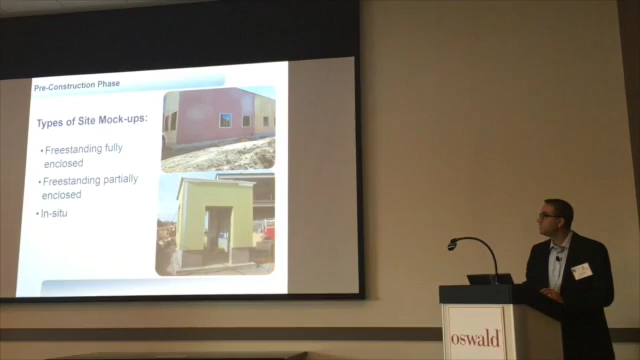 Pre-Construction Phase
Types of Site Mock-ups:
• Freestanding fully
enclosed
• Freestanding partially
enclosed
• In-situ
oswald